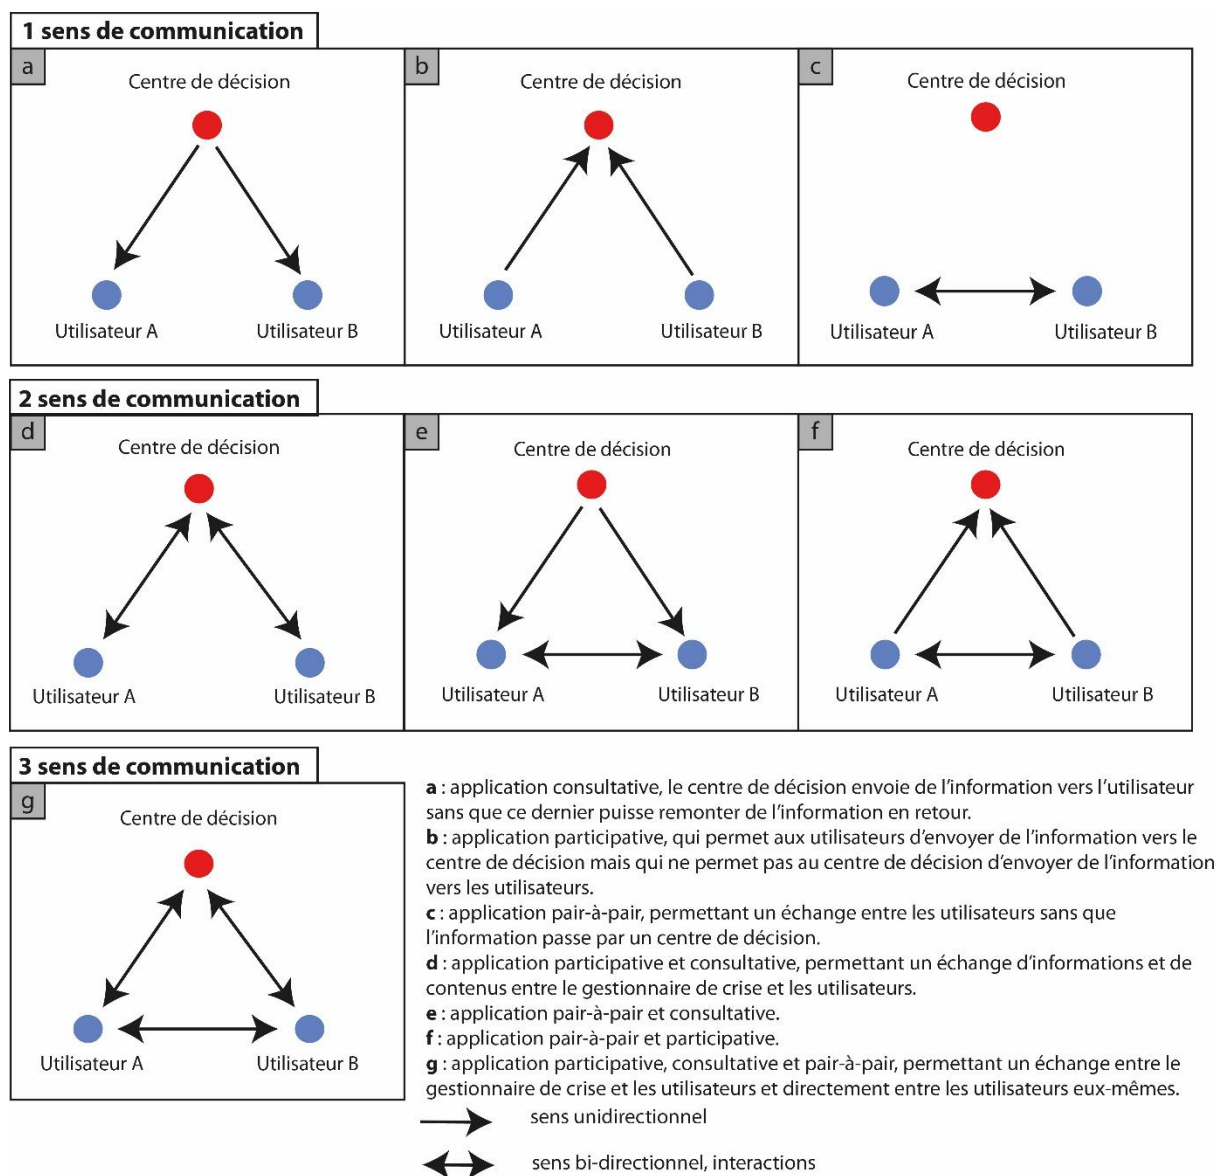 1 sens de communication
a
Centre de décision
Utilisateur A
Utilisateur B
b
Centre de décision
Utilisateur A
Utilisateur B
c
Centre de décision
Utilisateur A
Utilisateur B
2 sens de communication
d
Centre de décision
Utilisateur A
Utilisateur B
e
Centre de décision
Utilisateur A
Utilisateur B
f
Centre de décision
Utilisateur A
Utilisateur B
3 sens de communication
g
Centre de décision
Utilisateur A
Utilisateur B
a : application consultative, le centre de décision envoie de l’information vers l’utilisateur
sans que ce dernier puisse remonter de l’information en retour.
b : application participative, qui permet aux utilisateurs d’envoyer de l’information vers le
centre de décision mais qui ne permet pas au centre de décision d’envoyer de l’information
vers les utilisateurs.
c : application pair-à-pair, permettant un échange entre les utilisateurs sans que
l’information passe par un centre de décision.
d : application participative et consultative, permettant un échange d’informations et de
contenus entre le gestionnaire de crise et les utilisateurs.
e : application pair-à-pair et consultative.
f : application pair-à-pair et participative.
g : application participative, consultative et pair-à-pair, permettant un échange entre le
gestionnaire de crise et les utilisateurs et directement entre les utilisateurs eux-mêmes.
sens unidirectionnel
sens bi-directionnel, interactions